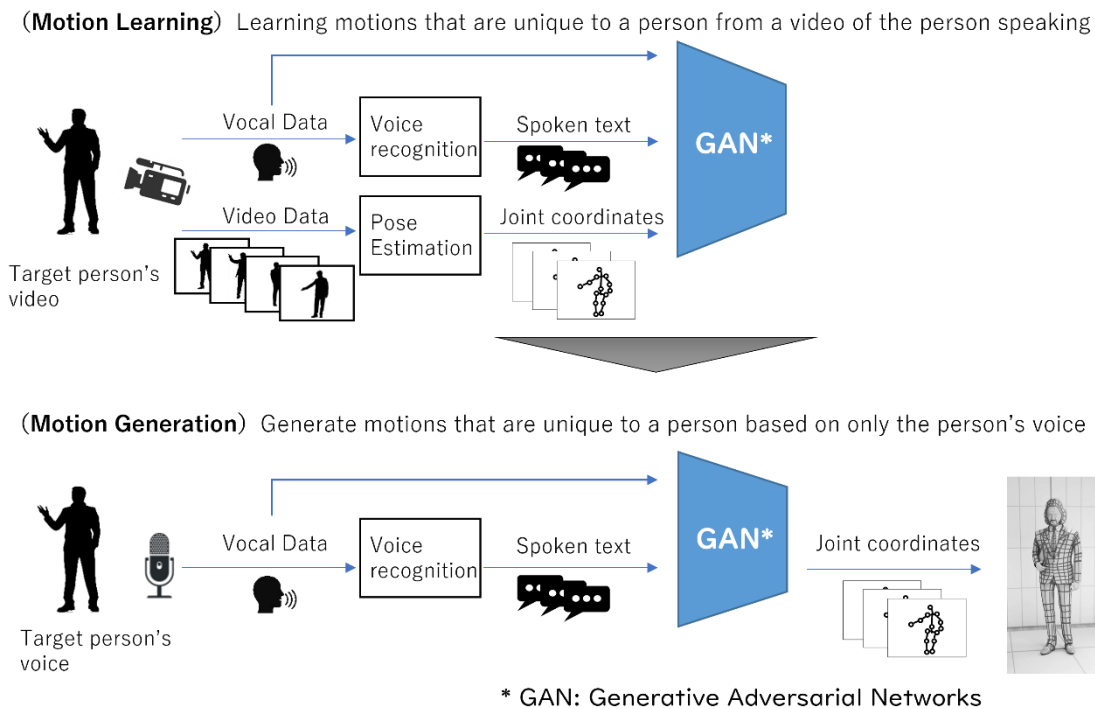 (Motion Learning) Learning motions that are unique to a person from a video of the person speaking
Vocal Data
Voice
recognition
Spoken text
GAN*
Video Data
Pose
Estimation
Joint coordinates
Target person's
video
(Motion Generation) Generate motions that are unique to a person based on only the person's voice
Vocal Data
Voice
recognition
Spoken text
GAN*
Joint coordinates
Target person's
voice
* GAN: Generative Adversarial Networks